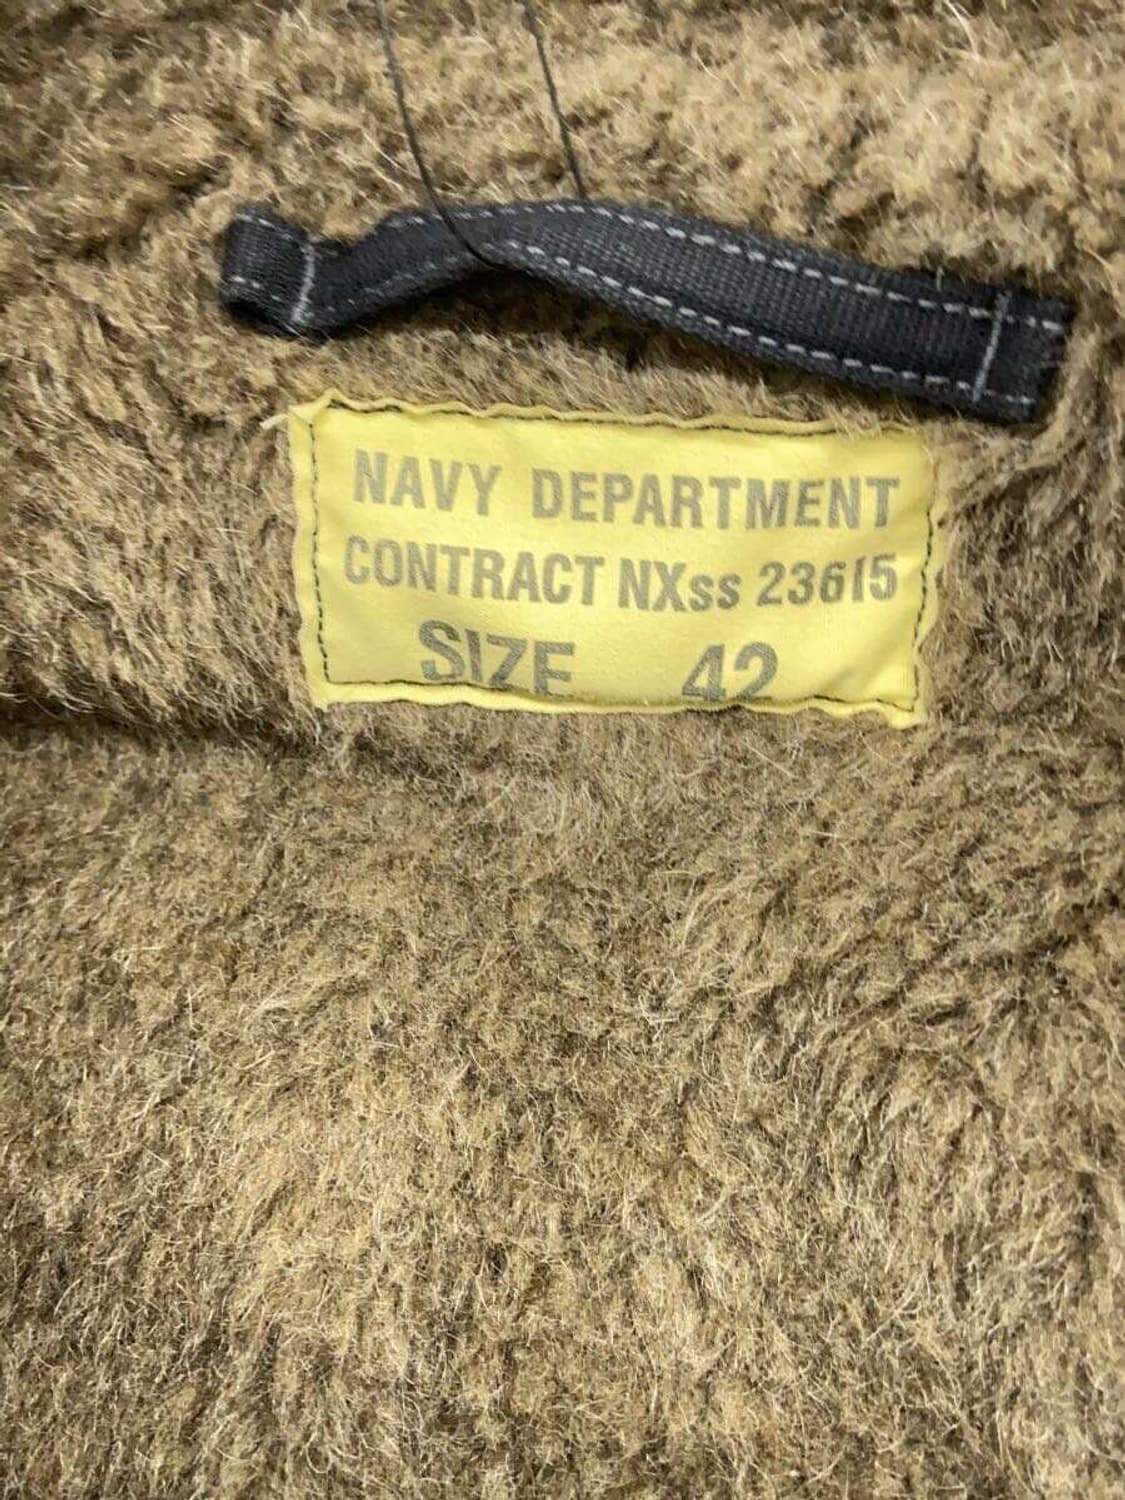 NAVY DEPARTMENT
CONTRACT NXss 23615
SIZE 42